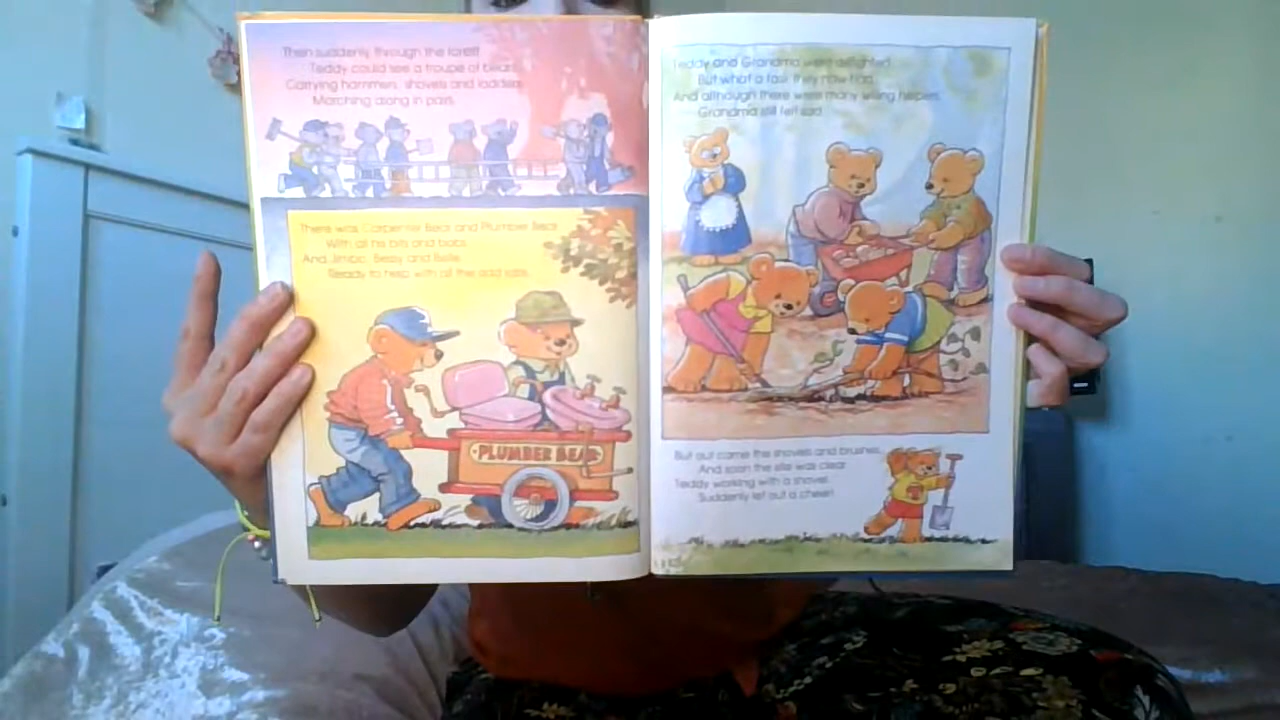 Then suddenly, through the forest
Teddy could see a troupe of bears
Carrying hammers, shovels and ladders
Marching along in pairs.
There was Carpenter Bear and Plumber Bear
With all his bits and bobs
And Jimbo, Benjy and Belle
Ready to help with all the odd jobs.
PLUMBER BEAR
Teddy and Grandma were delighted
But what a task they now had
And although there were many willing helpers,
Grandma still felt sad.
But out came the shovels and brushes,
And soon the site was clear
Teddy working with a shovel
Suddenly let out a cheer!